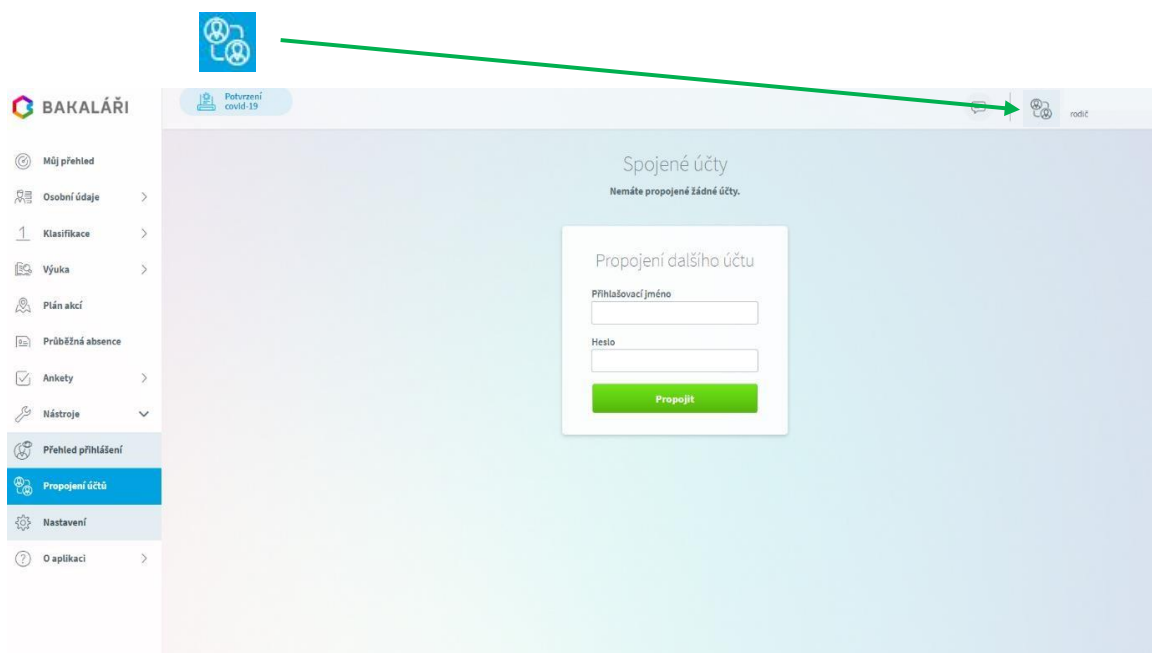 BAKALÁŘI
Potvrzení
covid-19
rodič
Můj přehled
Osobní údaje
1 Klasifikace
Výuka
Plán akcí
Průběžná absence
Ankety
Nástroje
Přehled přihlášení
Propojení účtů
Nastavení
? O aplikaci
Spojené účty
Nemáte propojené žádné účty.
Propojení dalšího účtu
Přihlašovací jméno
Heslo
Propojit